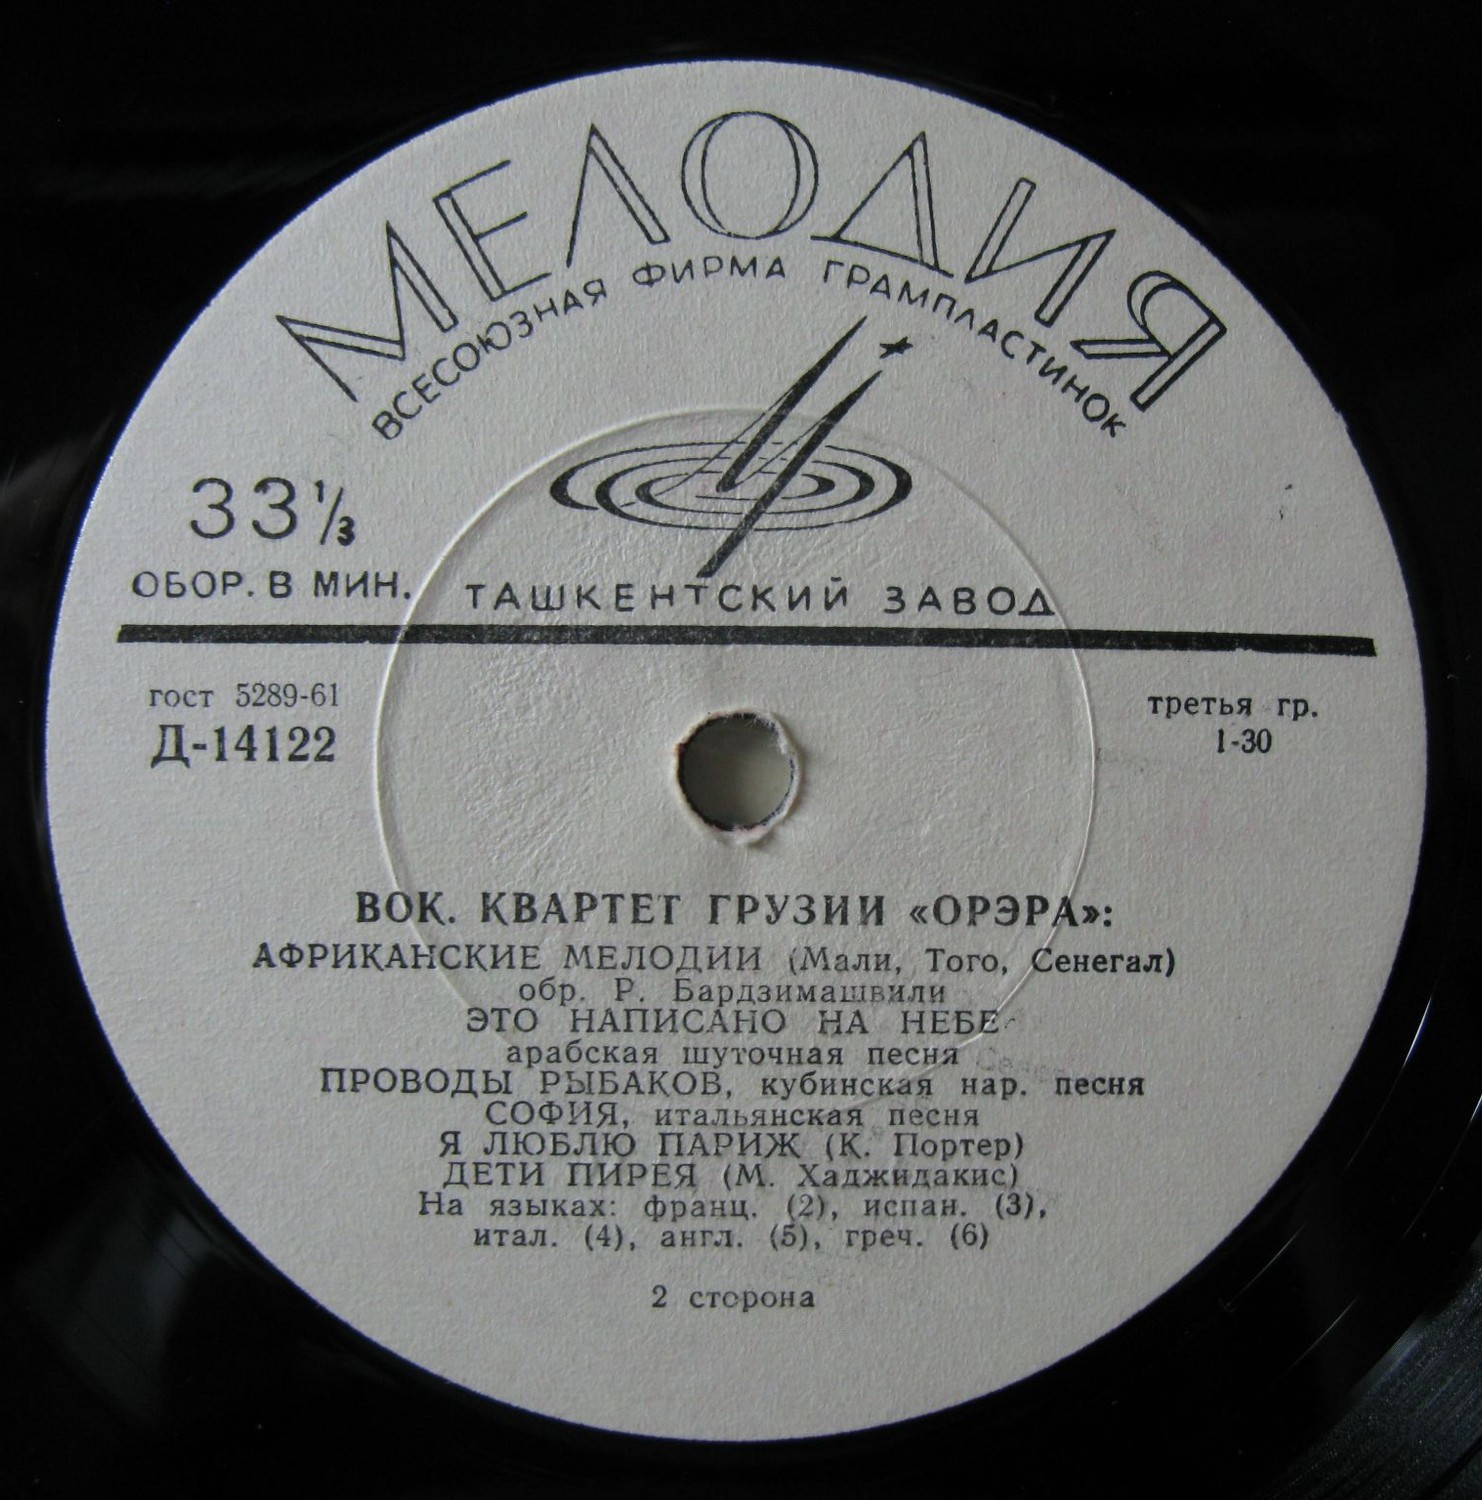 МЕЛОДИЯ
ВСЕСОЮЗНАЯ ФИРМА ГРАМПЛАСТИНОК
33 1/3
ОБОР. В МИН.
ТАШКЕНТСКИЙ ЗАВОД
гост 5289-61
Д-14122
третья гр.
1-30
ВОК. КВАРТЕТ ГРУЗИИ «ОРЭРА»:
АФРИКАНСКИЕ МЕЛОДИИ (Мали, Того, Сенегал)
обр. Р. Бардзимашвили
ЭТО НАПИСАНО НА НЕБЕ
арабская шуточная песня
ПРОВОДЫ РЫБАКОВ, кубинская нар. песня
СОФИЯ, итальянская песня
Я ЛЮБЛЮ ПАРИЖ (К. Портер)
ДЕТИ ПИРЕЯ (М. Хаджидакис)
На языках: франц. (2), испан. (3),
итал. (4), англ. (5), греч. (6)
2 сторона